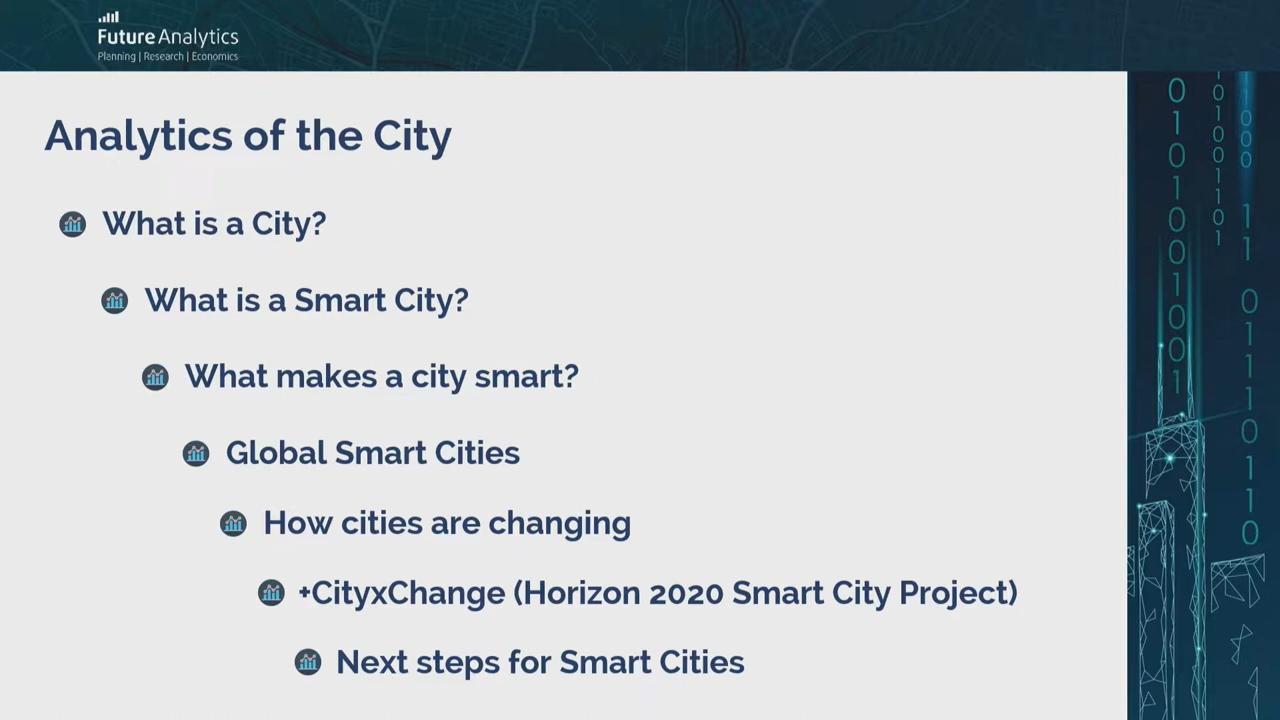 Future Analytics
Planning | Research | Economics
Analytics of the City
What is a City?
What is a Smart City?
What makes a city smart?
Global Smart Cities
How cities are changing
+CityxChange (Horizon 2020 Smart City Project)
Next steps for Smart Cities